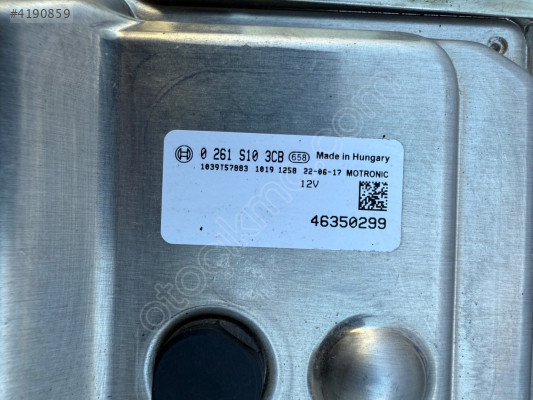 #4190859
0 261 S10 3CB 658 Made in Hungary
1039T57883 1019 1258 22-06-17 MOTRONIC
12V
46350299
otogikmacom.com